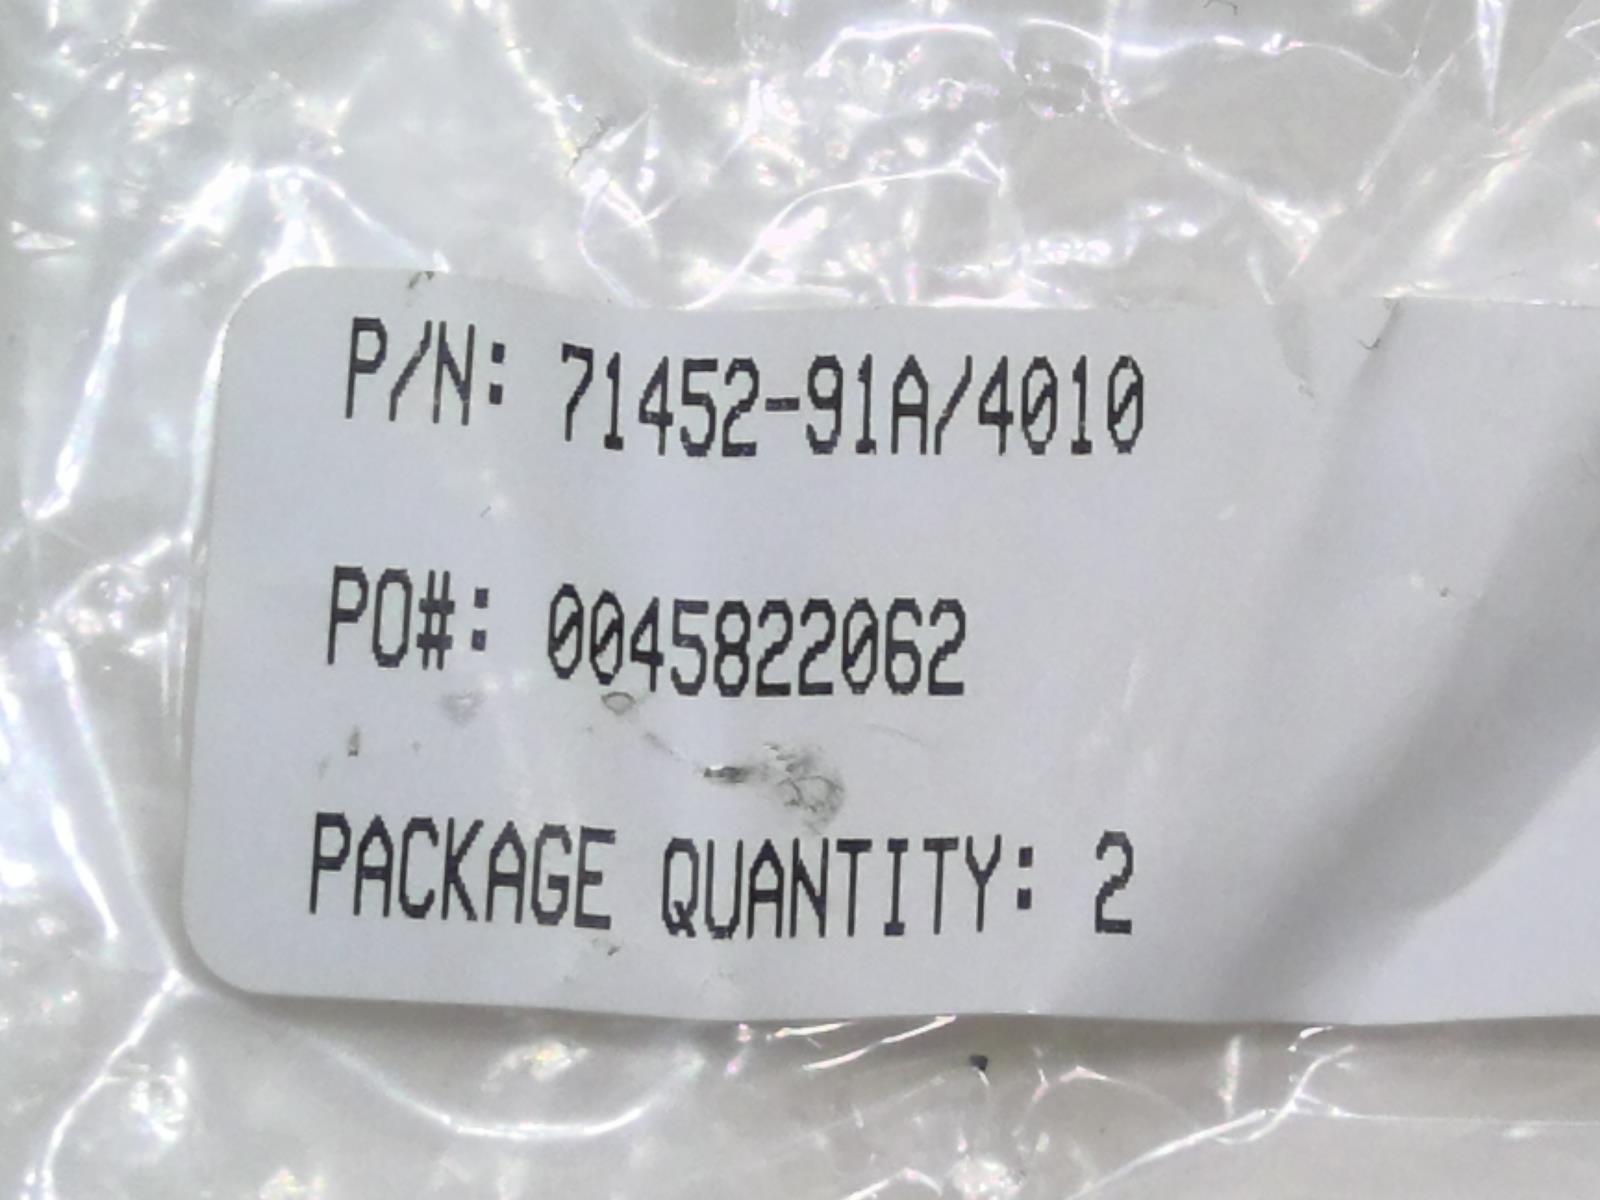 P/N: 71452-91A/4010
PO#: 0045822062
PACKAGE QUANTITY: 2